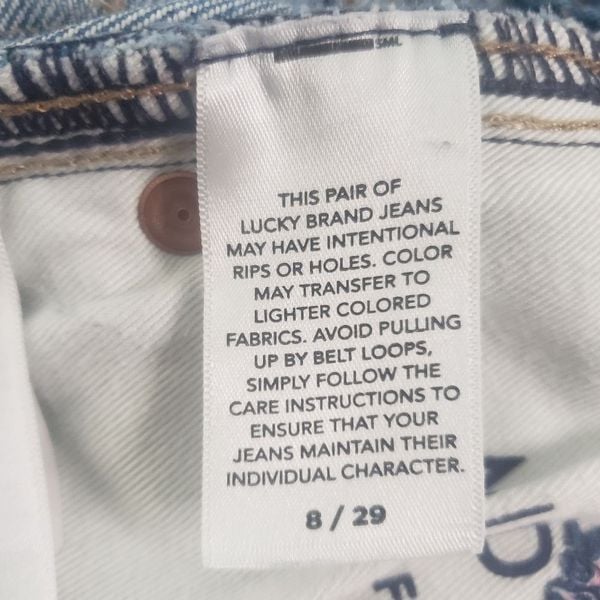 THIS PAIR OF
LUCKY BRAND JEANS
MAY HAVE INTENTIONAL
RIPS OR HOLES. COLOR
MAY TRANSFER TO
LIGHTER COLORED
FABRICS. AVOID PULLING
UP BY BELT LOOPS,
SIMPLY FOLLOW THE
CARE INSTRUCTIONS TO
ENSURE THAT YOUR
JEANS MAINTAIN THEIR
INDIVIDUAL CHARACTER.
8 / 29